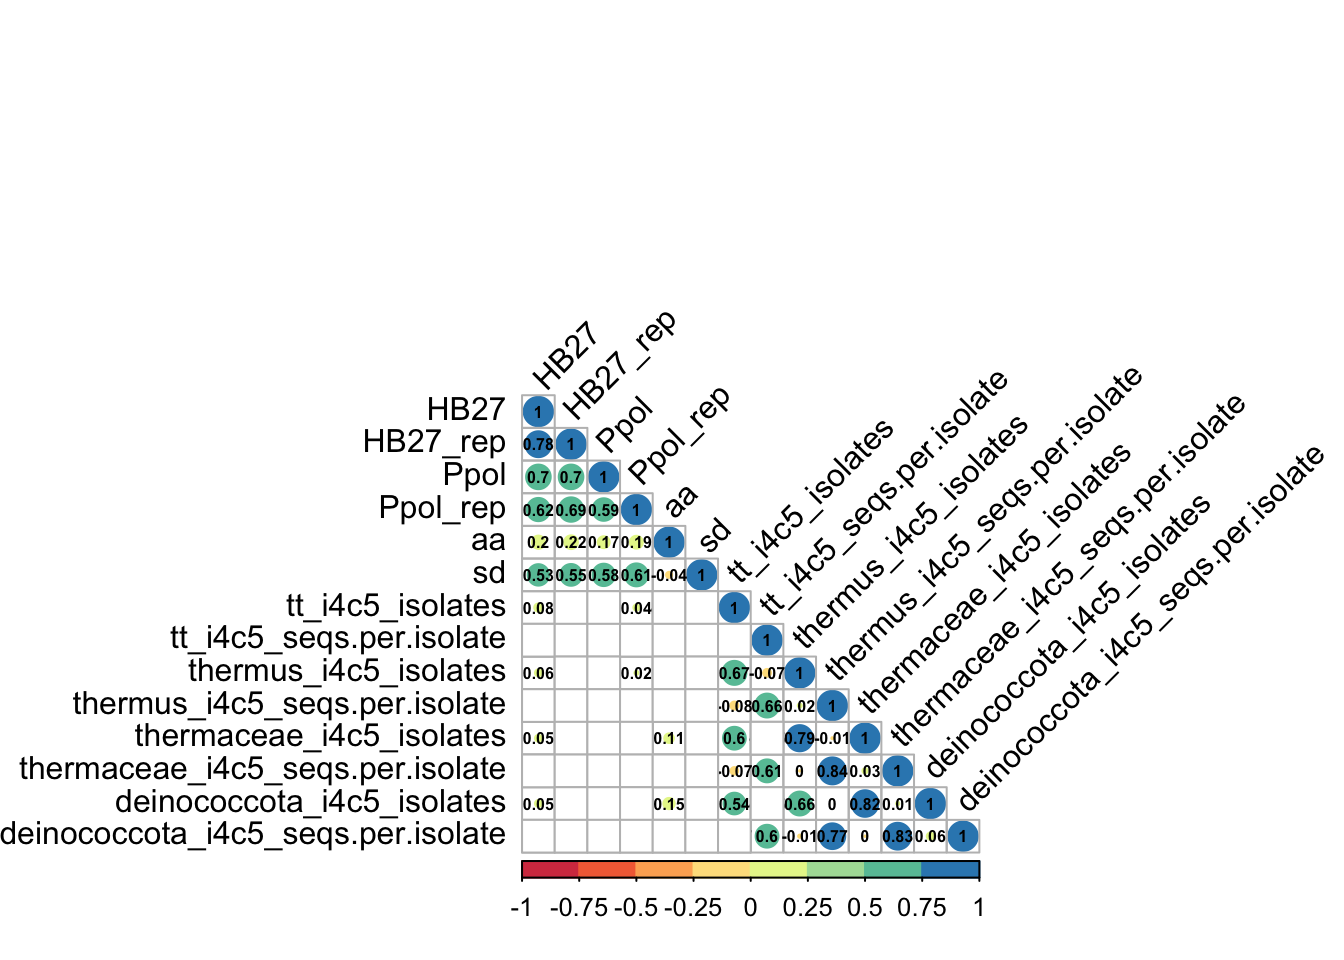 HB27
HB27_rep
Ppol
Ppol_rep
aa
sd
tt_i4c5_isolates
tt_i4c5_seqs.per.isolate
thermus_i4c5_isolates
thermus_i4c5_seqs.per.isolate
thermaceae_i4c5_isolates
thermaceae_i4c5_seqs.per.isolate
deinococcota_i4c5_isolates
deinococcota_i4c5_seqs.per.isolate
HB27 1
HB27_rep 0.78 1
Ppol 0.7 0.7 1
Ppol_rep 0.62 0.69 0.59 1
aa 0.2 0.22 0.17 0.19 1
sd 0.53 0.55 0.58 0.61 -0.04 1
tt_i4c5_isolates 0.08 0.04 1
tt_i4c5_seqs.per.isolate 1
thermus_i4c5_isolates 0.06 0.02 0.67 -0.07 1
thermus_i4c5_seqs.per.isolate -0.08 0.66 0.02 1
thermaceae_i4c5_isolates 0.05 0.11 0.6 0.79 -0.01 1
thermaceae_i4c5_seqs.per.isolate -0.07 0.61 0 0.84 0.03 1
deinococcota_i4c5_isolates 0.05 0.15 0.54 0.66 0 0.82 0.01 1
deinococcota_i4c5_seqs.per.isolate 0.6 -0.01 0.77 0 0.83 0.06 1
-1 -0.75 -0.5 -0.25 0 0.25 0.5 0.75 1